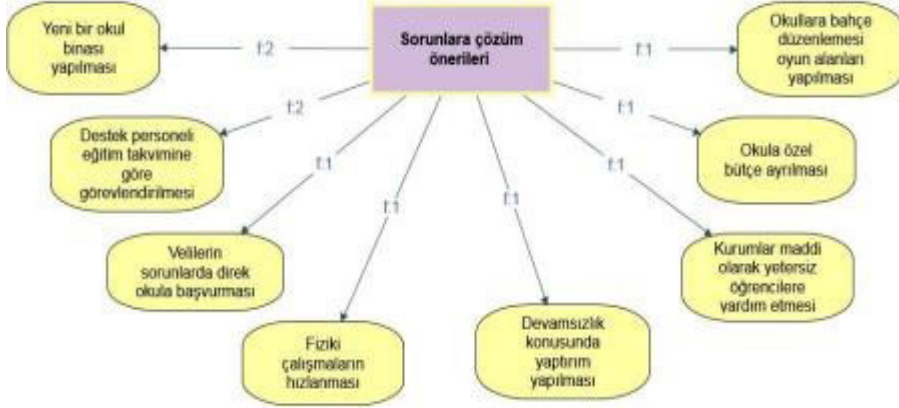 Sorunlara çözüm
önerileri
Yeni bir okul
binası
yapılması
f:2
Destek personeli
eğitim takvimine
göre
görevlendirilmesi
f:2
Velilerin
sorunlarda direk
okula başvurması
f:1
Fiziki
çalışmaların
hızlanması
f:1
Devamsızlık
konusunda
yaptırım
yapılması
f:1
Kurumlar maddi
olarak yetersiz
öğrencilere
yardım etmesi
f:1
Okula özel
bütçe ayrılması
f:1
Okullara bahçe
düzenlemesi
oyun alanları
yapılması
f:1